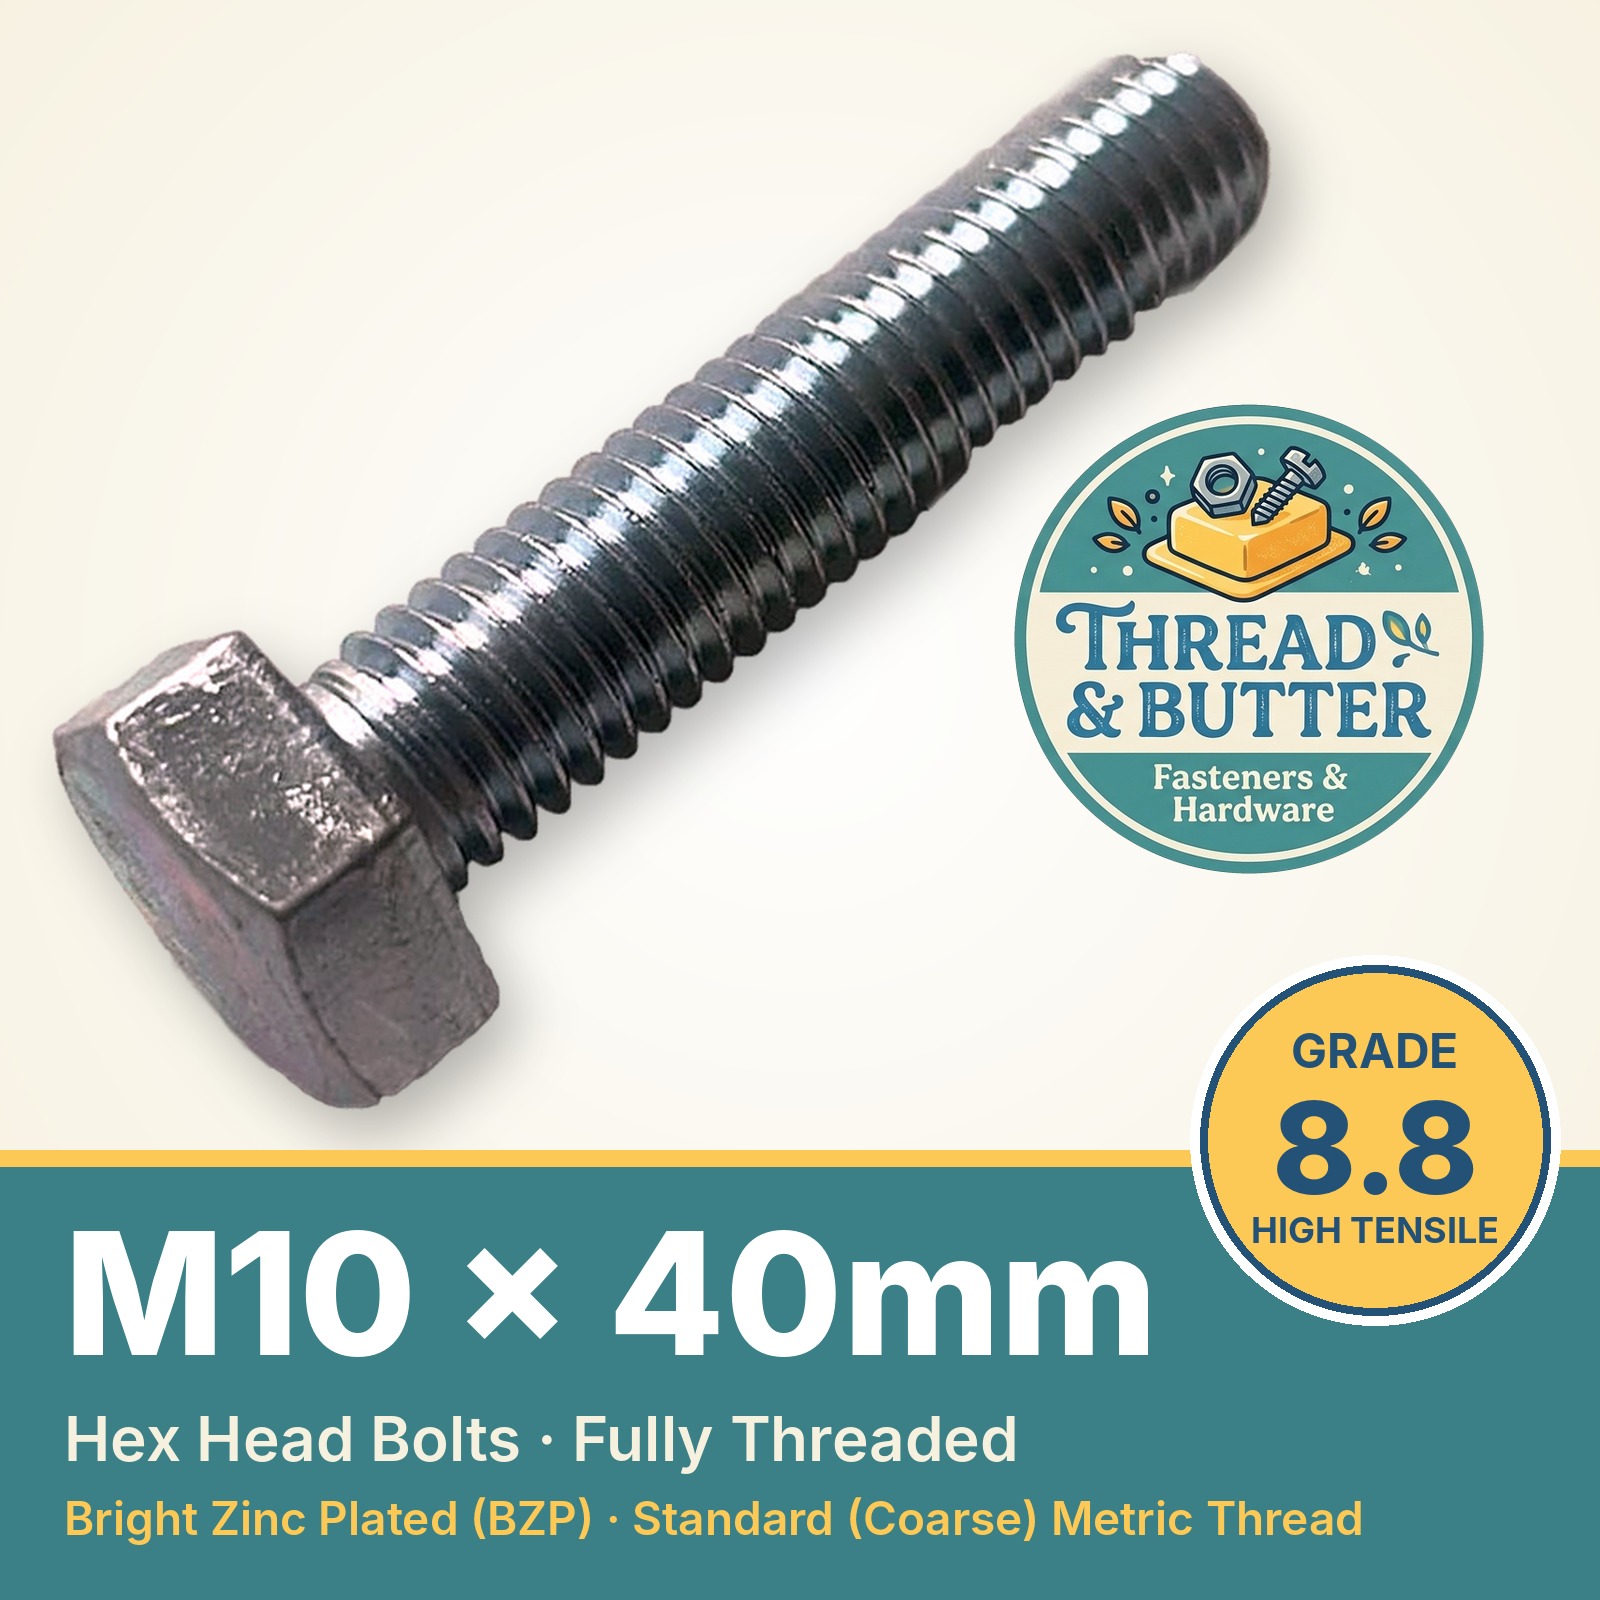 THREAD
& BUTTER
Fasteners &
Hardware
GRADE
8.8
HIGH TENSILE
M10 × 40mm
Hex Head Bolts · Fully Threaded
Bright Zinc Plated (BZP) · Standard (Coarse) Metric Thread